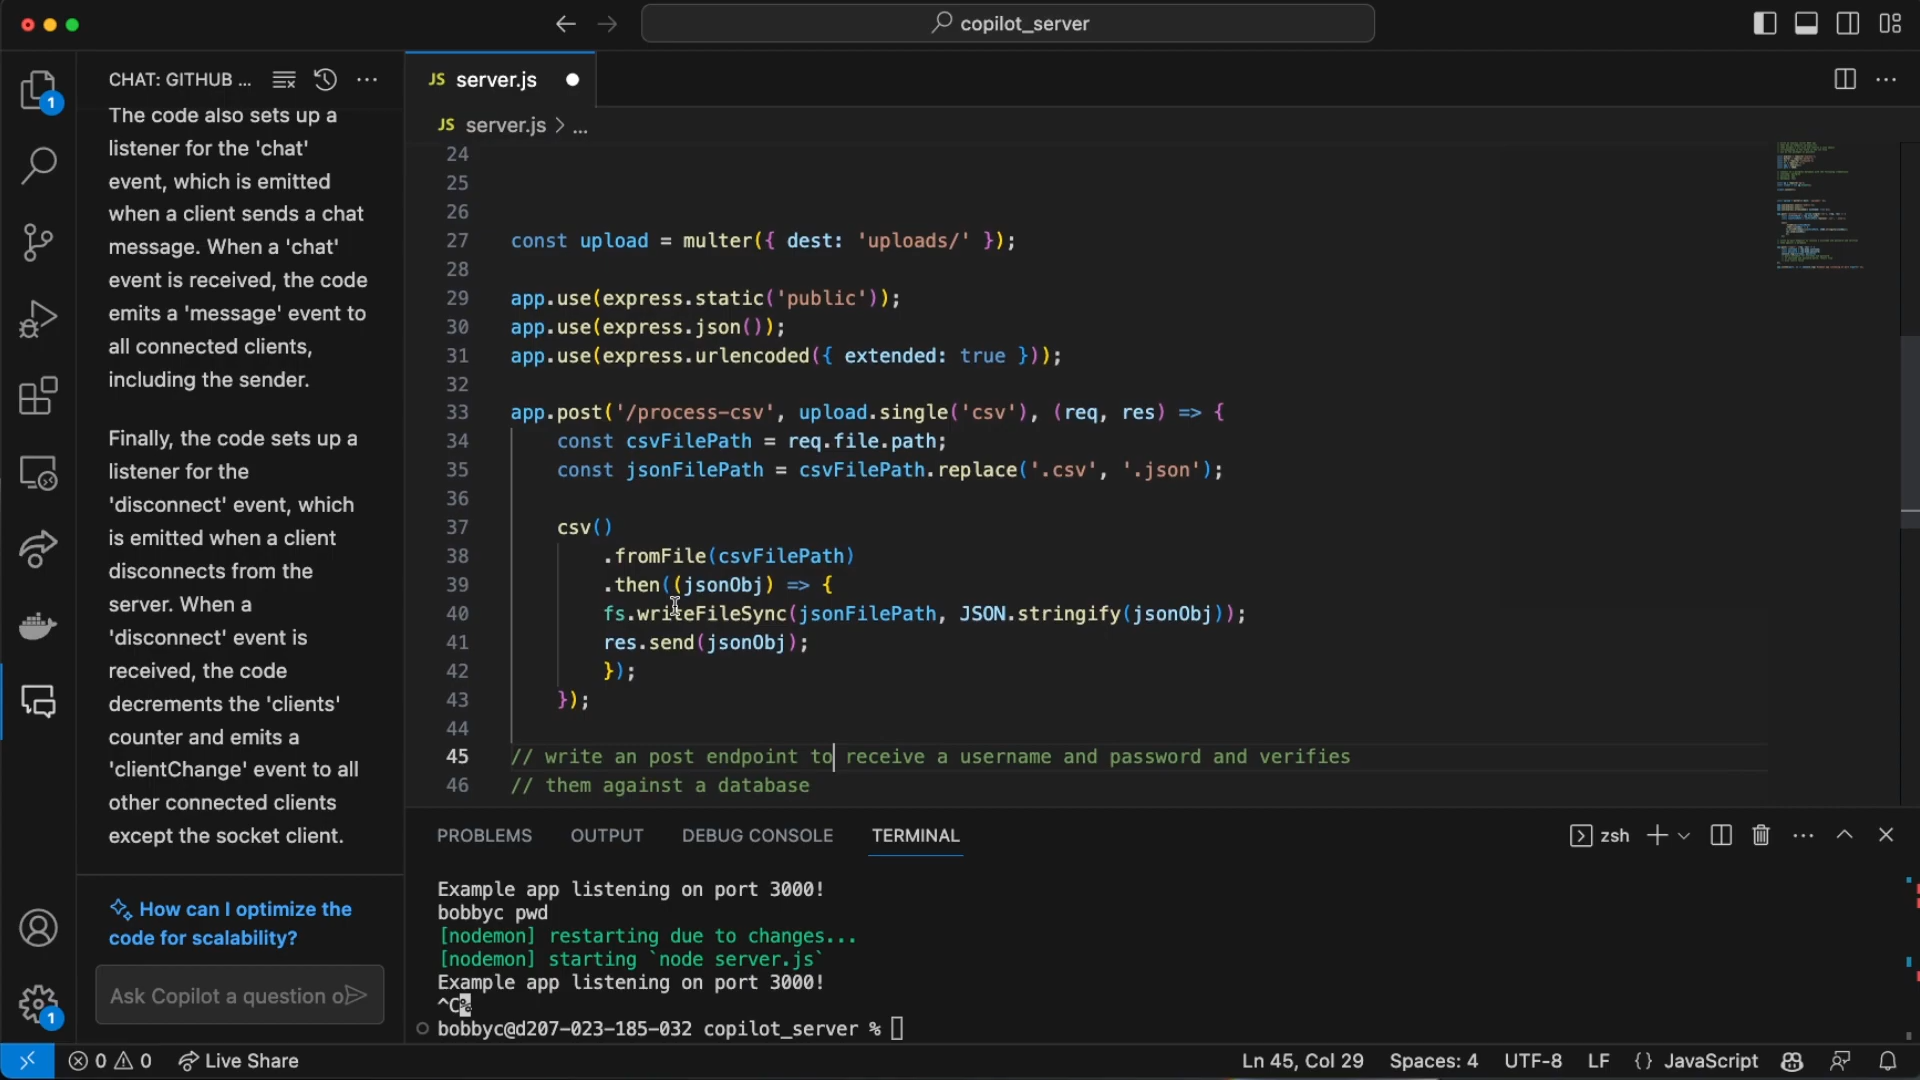 copilot_server
CHAT: GITHUB ...
The code also sets up a
listener for the 'chat'
event, which is emitted
when a client sends a chat
message. When a 'chat'
event is received, the code
emits a 'message' event to
all connected clients,
including the sender.
Finally, the code sets up a
listener for the
'disconnect' event, which
is emitted when a client
disconnects from the
server. When a
'disconnect' event is
received, the code
decrements the 'clients'
counter and emits a
'clientChange' event to all
other connected clients
except the socket client.
How can I optimize the
code for scalability?
Ask Copilot a question o
1
1
JS server.js
JS server.js > ...
24
25
26
27 const upload = multer({ dest: 'uploads/' });
28
29 app.use(express.static('public'));
30 app.use(express.json());
31 app.use(express.urlencoded({ extended: true }));
32
33 app.post('/process-csv', upload.single('csv'), (req, res) => {
34 const csvFilePath = req.file.path;
35 const jsonFilePath = csvFilePath.replace('.csv', '.json');
36
37 csv()
38 .fromFile(csvFilePath)
39 .then((jsonObj) => {
40 fs.writeFileSync(jsonFilePath, JSON.stringify(jsonObj));
41 res.send(jsonObj);
42 });
43 });
44
45 // write an post endpoint to receive a username and password and verifies
46 // them against a database
PROBLEMS OUTPUT DEBUG CONSOLE TERMINAL zsh
Example app listening on port 3000!
bobbyc pwd
[nodemon] restarting due to changes...
[nodemon] starting `node server.js`
Example app listening on port 3000!
^C%
bobbyc@d207-023-185-032 copilot_server %
0 0 Live Share Ln 45, Col 29 Spaces: 4 UTF-8 LF {} JavaScript